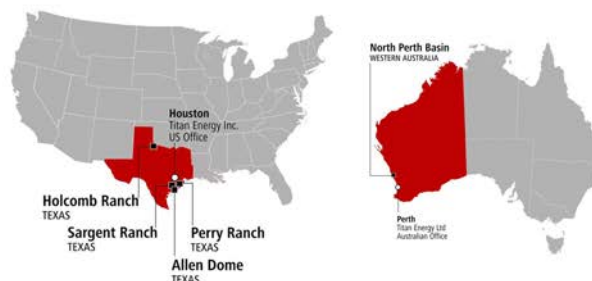 Houston
Titan Energy Inc.
US Office
Holcomb Ranch
TEXAS
Sargent Ranch
TEXAS
Perry Ranch
TEXAS
Allen Dome
TEXAS
North Perth Basin
WESTERN AUSTRALIA
Perth
Titan Energy Ltd
Australian Office